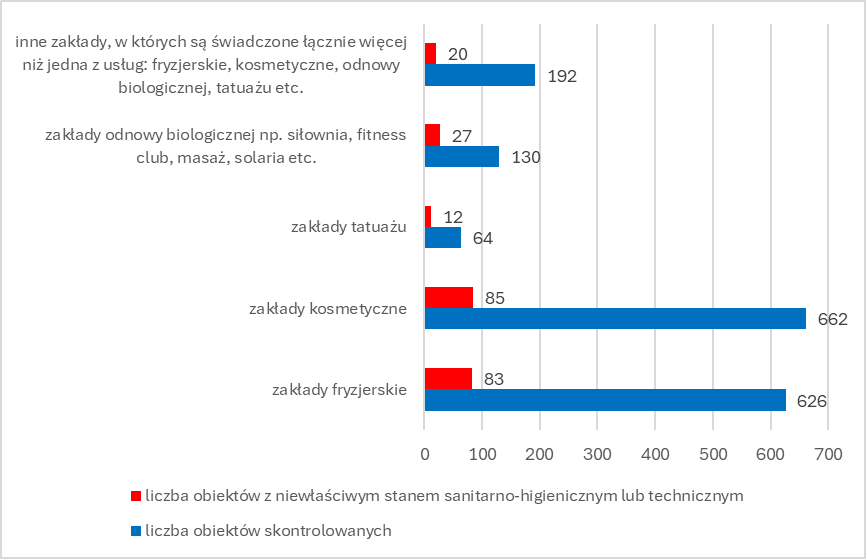 inne zakłady, w których są świadczone łącznie więcej
niż jedna z usług: fryzjerskie, kosmetyczne, odnowy
biologicznej, tatuażu etc.
20
192
zakłady odnowy biologicznej np. siłownia, fitness
club, masaż, solaria etc.
27
130
zakłady tatuażu
12
64
zakłady kosmetyczne
85
662
zakłady fryzjerskie
83
626
0 100 200 300 400 500 600 700
liczba obiektów z niewłaściwym stanem sanitarno-higienicznym lub technicznym
liczba obiektów skontrolowanych